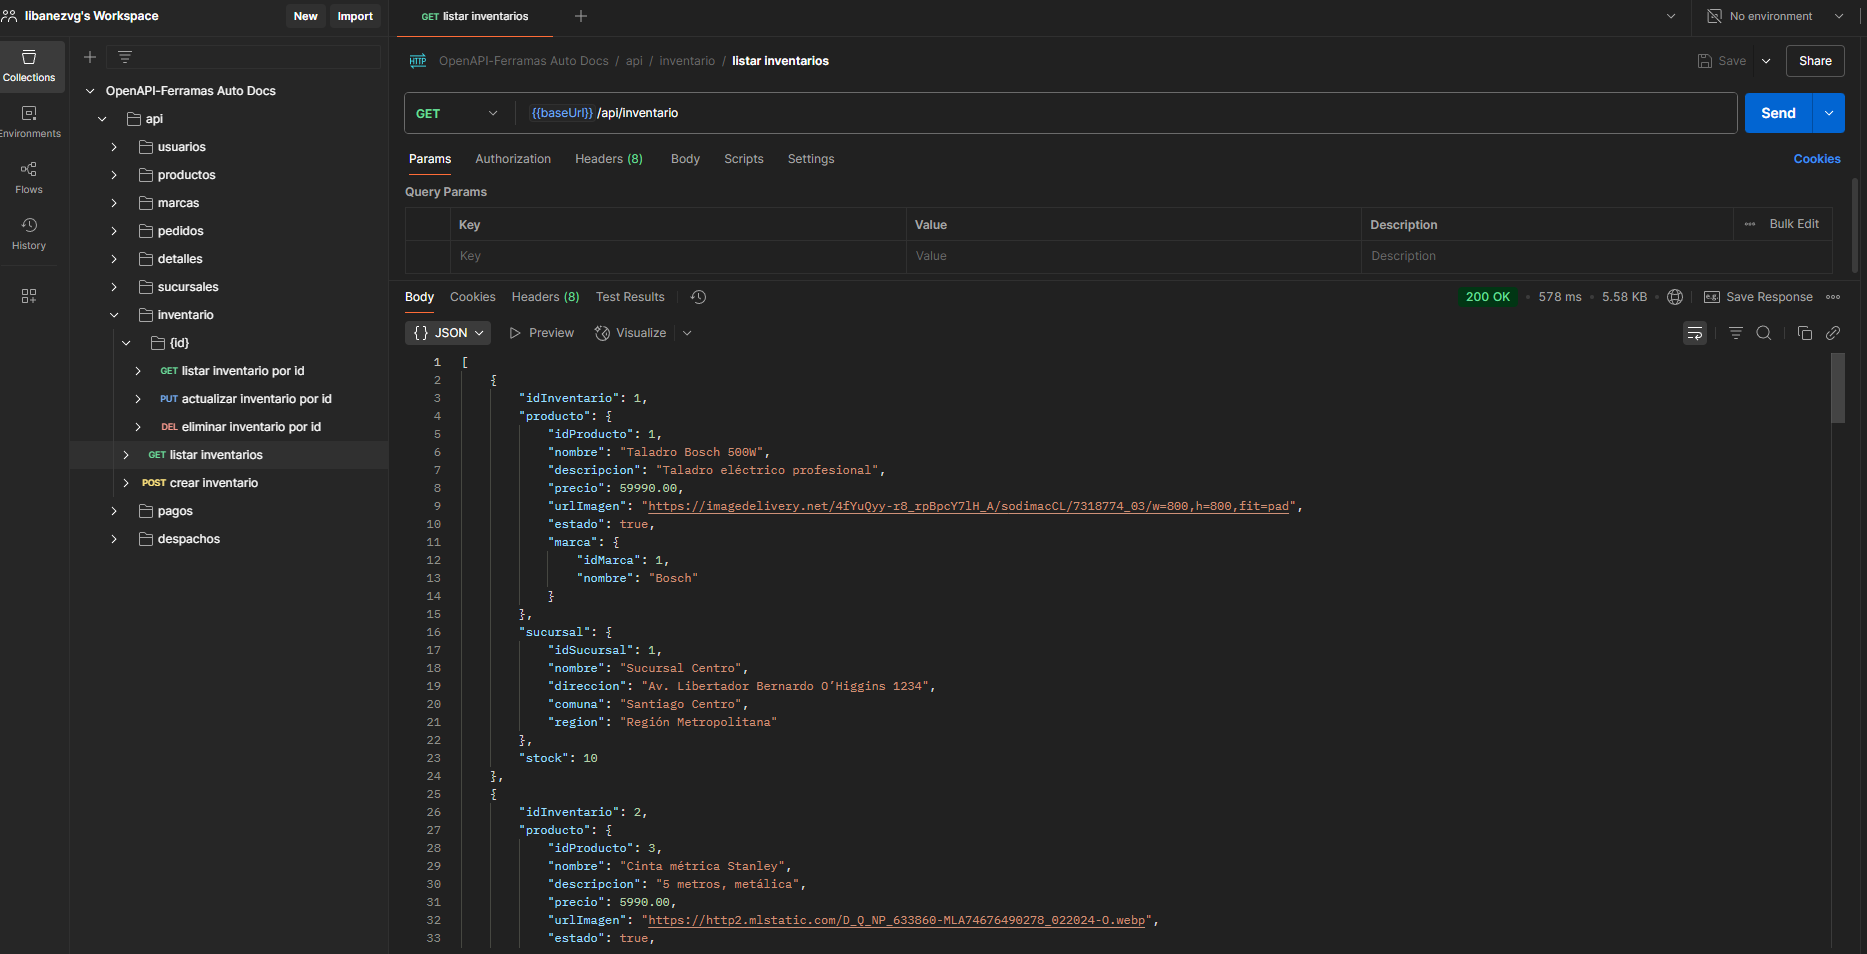 libanezvg's Workspace
New
Import
GET listar inventarios
No environment
Collections
Environments
Flows
History
OpenAPI-Ferramas Auto Docs
api
usuarios
productos
marcas
pedidos
detalles
sucursales
inventario
{id}
GET listar inventario por id
PUT actualizar inventario por id
DEL eliminar inventario por id
GET listar inventarios
POST crear inventario
pagos
despachos
HTTP OpenAPI-Ferramas Auto Docs / api / inventario / listar inventarios
Save
Share
GET
{{baseUrl}} /api/inventario
Send
Params Authorization Headers (8) Body Scripts Settings
Cookies
Query Params
Key Value Description Bulk Edit
Key Value Description
Body Cookies Headers (8) Test Results
200 OK • 578 ms • 5.58 KB • e.g. Save Response
{} JSON Preview Visualize
1 [
2 {
3 "idInventario": 1,
4 "producto": {
5 "idProducto": 1,
6 "nombre": "Taladro Bosch 500W",
7 "descripcion": "Taladro eléctrico profesional",
8 "precio": 59990.00,
9 "urlImagen": "https://imagedelivery.net/4fYuQyy-r8_rpBpcY7lH_A/sodimacCL/7318774_03/w=800,h=800,fit=pad",
10 "estado": true,
11 "marca": {
12 "idMarca": 1,
13 "nombre": "Bosch"
14 }
15 },
16 "sucursal": {
17 "idSucursal": 1,
18 "nombre": "Sucursal Centro",
19 "direccion": "Av. Libertador Bernardo O’Higgins 1234",
20 "comuna": "Santiago Centro",
21 "region": "Región Metropolitana"
22 },
23 "stock": 10
24 },
25 {
26 "idInventario": 2,
27 "producto": {
28 "idProducto": 3,
29 "nombre": "Cinta métrica Stanley",
30 "descripcion": "5 metros, metálica",
31 "precio": 5990.00,
32 "urlImagen": "https://http2.mlstatic.com/D_Q_NP_633860-MLA74676490278_022024-O.webp",
33 "estado": true,